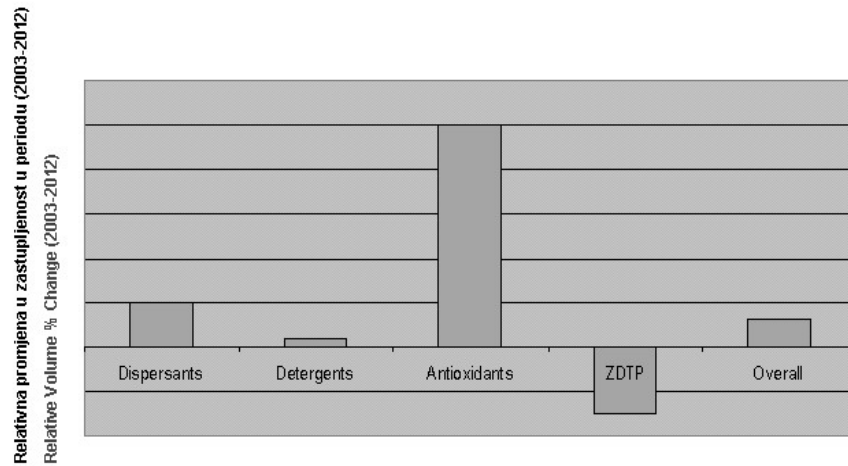 Relativna promjena u zastupljenost u periodu (2003-2012)
Relative Volume % Change (2003-2012)
Dispersants
Detergents
Antioxidants
ZDTP
Overall